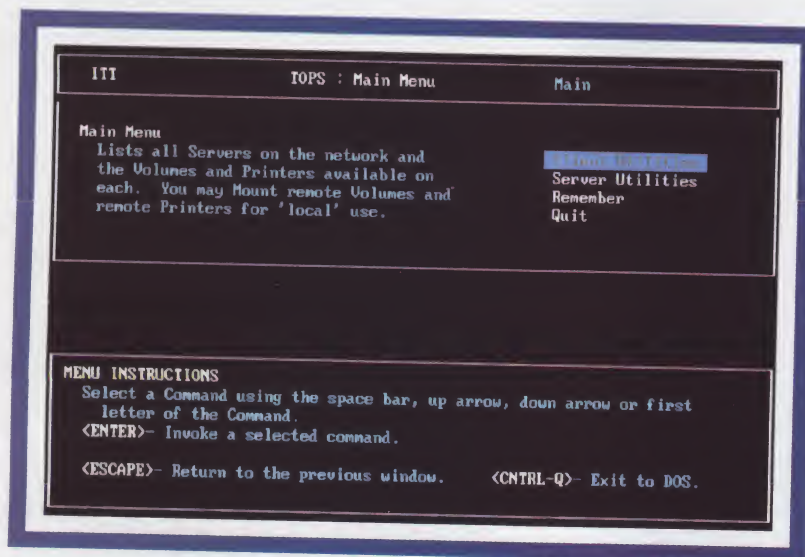 ITT TOPS : Main Menu Main
Main Menu
Lists all Servers on the network and
the Volumes and Printers available on
each. You may Mount remote Volumes and
remote Printers for 'local' use.
Server Utilities
Remember
Quit
MENU INSTRUCTIONS
Select a Command using the space bar, up arrow, down arrow or first
letter of the Command.
<ENTER>- Invoke a selected command.
<ESCAPE>- Return to the previous window. <CNTRL-Q>- Exit to DOS.